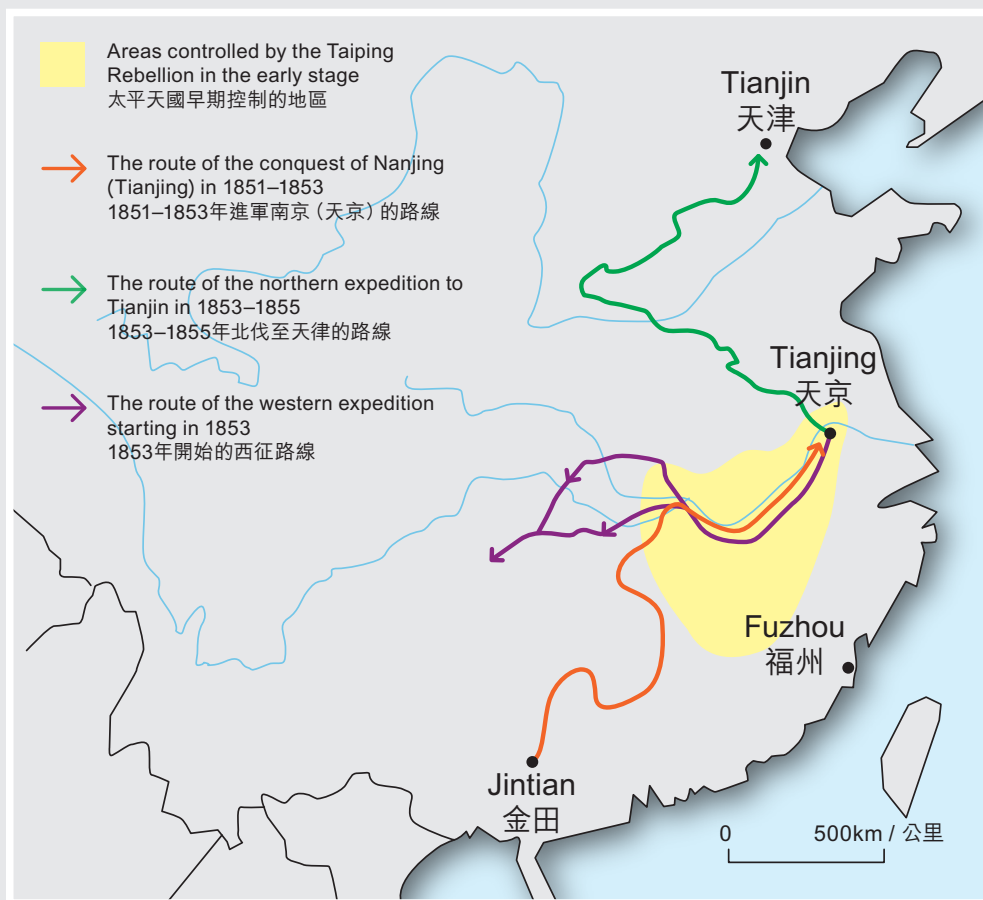 Areas controlled by the Taiping
Rebellion in the early stage
太平天國早期控制的地區
The route of the conquest of Nanjing
(Tianjing) in 1851–1853
1851–1853年進軍南京（天京）的路線
The route of the northern expedition to
Tianjin in 1853–1855
1853–1855年北伐至天律的路線
The route of the western expedition
starting in 1853
1853年開始的西征路線
Tianjin
天津
Tianjing
天京
Fuzhou
福州
Jintian
金田
0 500km / 公里